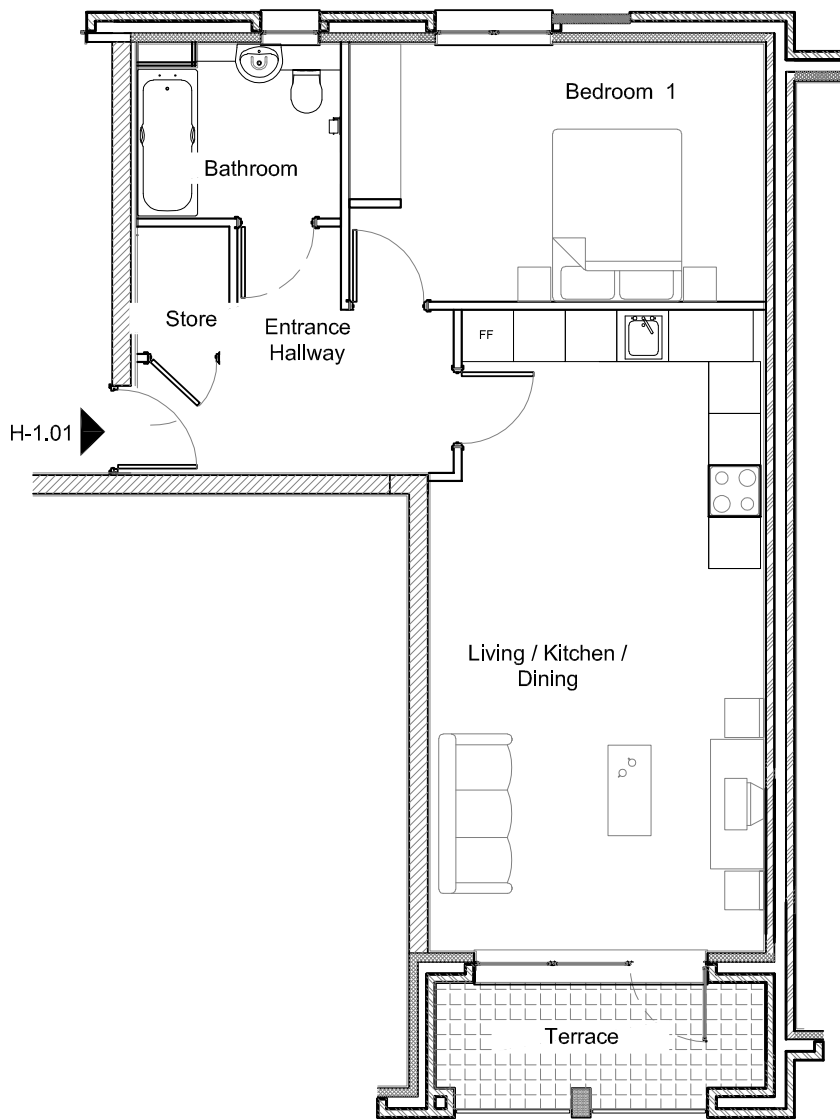 Bedroom 1
Bathroom
Store
Entrance
Hallway
FF
H-1.01
Living / Kitchen /
Dining
Terrace